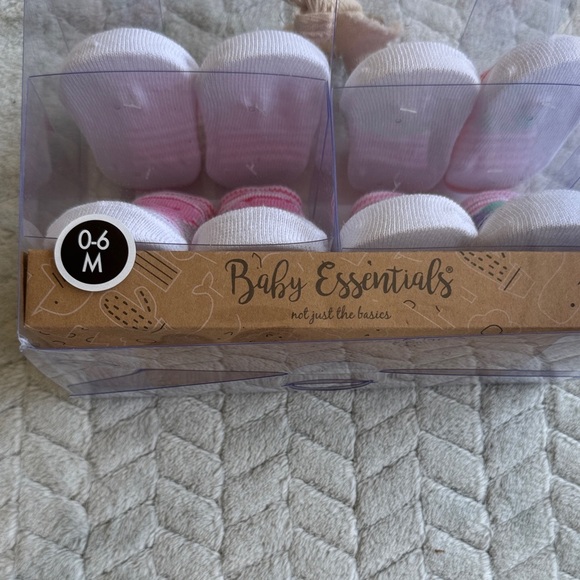 0-6
M
Baby Essentials®
not just the basics